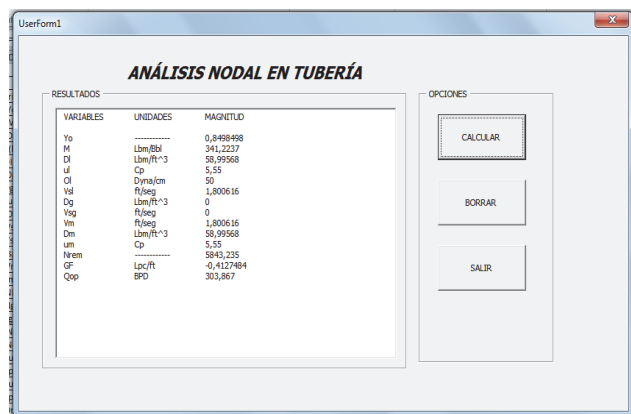 UserForm1
ANÁLISIS NODAL EN TUBERÍA
RESULTADOS
VARIABLES UNIDADES MAGNITUD
Yo ------------ 0,8498498
M Lbm/Bbl 341,2237
Dl Lbm/ft^3 58,99568
ul Cp 5,55
Ol Dyna/cm 50
Vsl ft/seg 1,800616
Dg Lbm/ft^3 0
Vsg ft/seg 0
Vm ft/seg 1,800616
Dm Lbm/ft^3 58,99568
um Cp 5,55
Nrem ------------ 5843,235
GF Lpc/ft -0,4127484
Qop BPD 303,867
OPCIONES
CALCULAR
BORRAR
SALIR